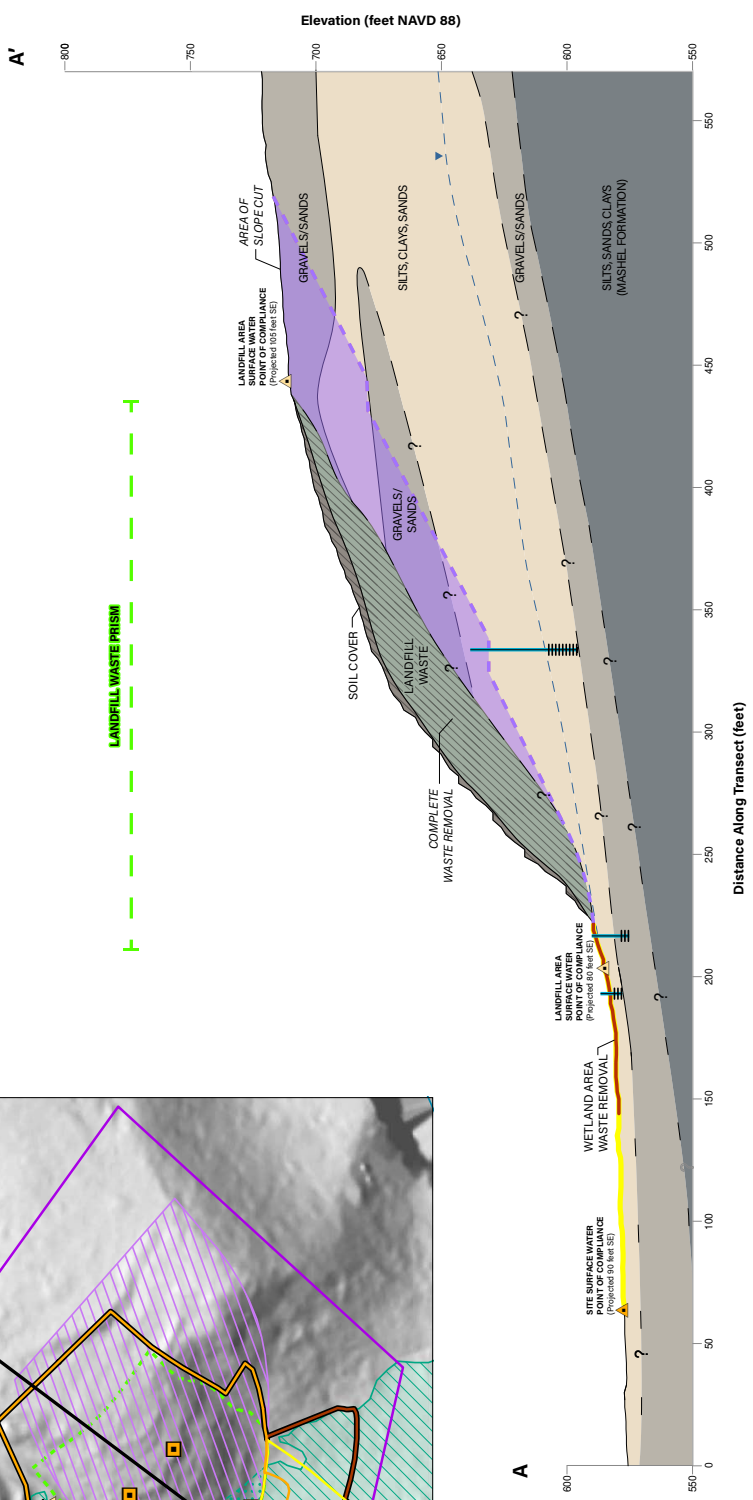 Elevation (feet NAVD 88)
A'
800
750
700
650
600
550
AREA OF
SLOPE CUT
GRAVELS/SANDS
SILTS, CLAYS, SANDS
GRAVELS/SANDS
SILTS, SANDS, CLAYS
(MASHEL FORMATION)
LANDFILL AREA
SURFACE WATER
POINT OF COMPLIANCE
(Projected 105 feet SE)
LANDFILL WASTE PRISM
SOIL COVER
LANDFILL
WASTE
GRAVELS/
SANDS
COMPLETE
WASTE REMOVAL
LANDFILL AREA
SURFACE WATER
POINT OF COMPLIANCE
(Projected 80 feet SE)
WETLAND AREA
WASTE REMOVAL
SITE SURFACE WATER
POINT OF COMPLIANCE
(Projected 90 feet SE)
?
?
?
?
?
?
?
?
?
?
?
?
550
500
450
400
350
300
250
200
150
100
50
0
Distance Along Transect (feet)
A
600
550